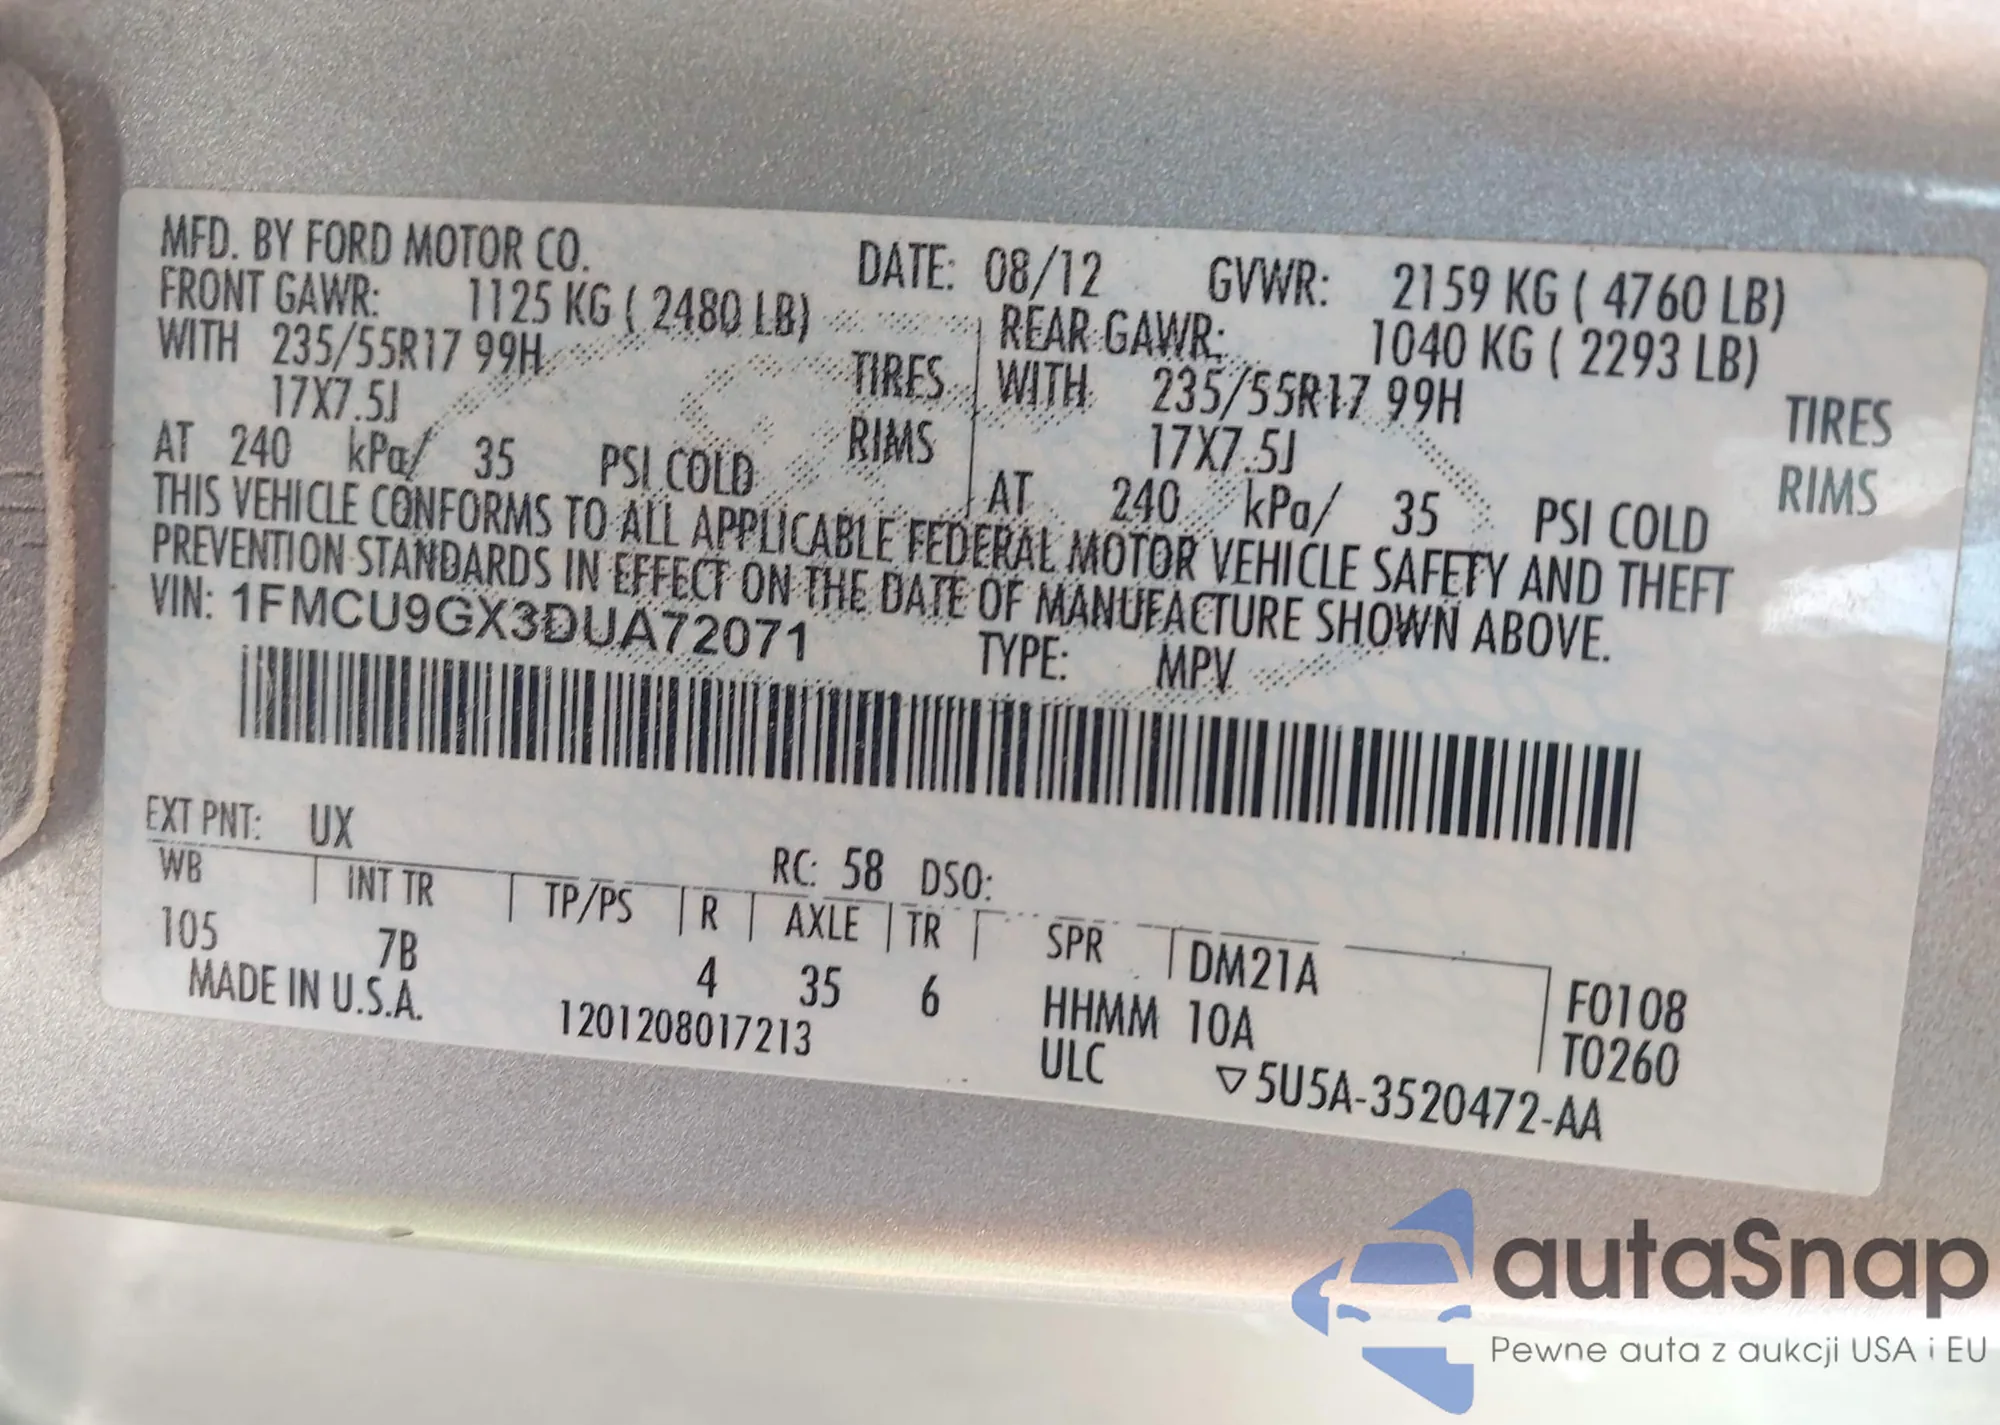 MFD. BY FORD MOTOR CO. DATE: 08/12 GVWR: 2159 KG ( 4760 LB)
FRONT GAWR: 1125 KG ( 2480 LB) REAR GAWR: 1040 KG ( 2293 LB)
WITH 235/55R17 99H TIRES WITH 235/55R17 99H TIRES
17X7.5J RIMS 17X7.5J RIMS
AT 240 kPa/ 35 PSI COLD AT 240 kPa/ 35 PSI COLD
THIS VEHICLE CONFORMS TO ALL APPLICABLE FEDERAL MOTOR VEHICLE SAFETY AND THEFT
PREVENTION STANDARDS IN EFFECT ON THE DATE OF MANUFACTURE SHOWN ABOVE.
VIN: 1FMCU9GX3DUA72071 TYPE: MPV
EXT PNT: UX RC: 58 DSO:
WB INT TR TP/PS R AXLE TR SPR DM21A F0108
105 7B 4 35 6 HHMM 10A T0260
MADE IN U.S.A. 1201208017213 ULC ▽5U5A-3520472-AA
autaSnap
Pewne auta z aukcji USA i EU